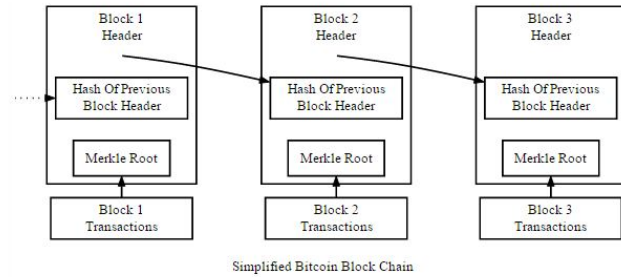 Block 1
Header
Block 2
Header
Block 3
Header
Hash Of Previous
Block Header
Hash Of Previous
Block Header
Hash Of Previous
Block Header
Merkle Root
Merkle Root
Merkle Root
Block 1
Transactions
Block 2
Transactions
Block 3
Transactions
Simplified Bitcoin Block Chain